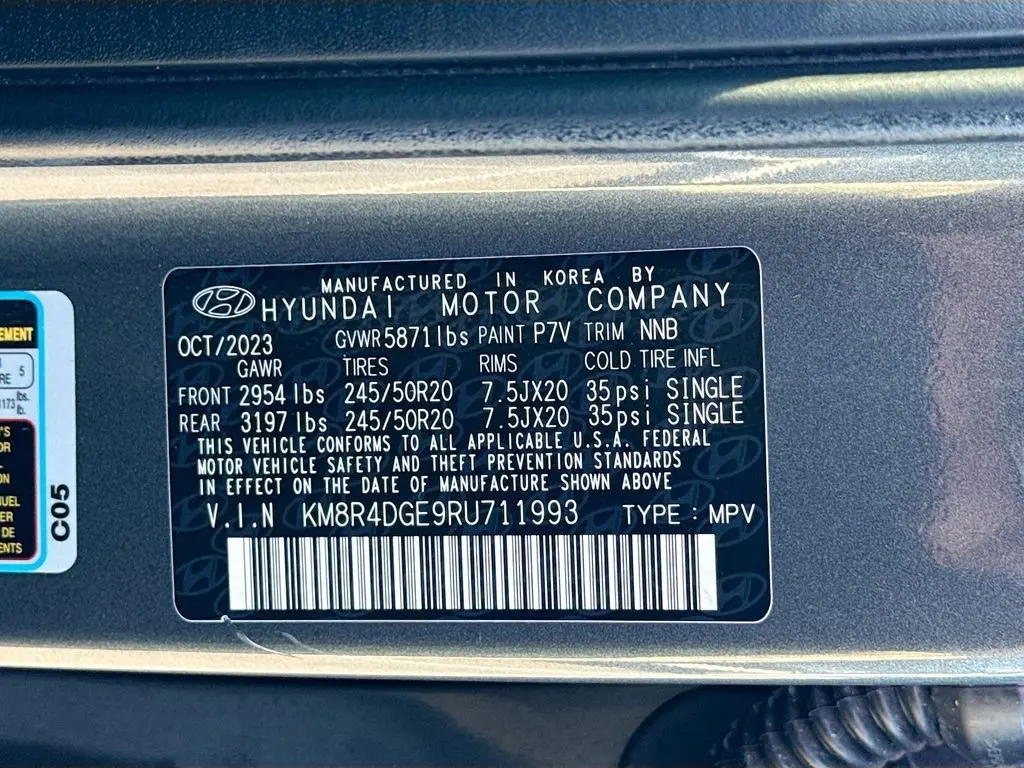 MANUFACTURED IN KOREA BY
HYUNDAI MOTOR COMPANY
OCT/2023 GVWR 5871 lbs PAINT P7V TRIM NNB
GAWR TIRES RIMS COLD TIRE INFL
FRONT 2954 lbs 245/50R20 7.5JX20 35psi SINGLE
REAR 3197 lbs 245/50R20 7.5JX20 35psi SINGLE
THIS VEHICLE CONFORMS TO ALL APPLICABLE U.S.A. FEDERAL
MOTOR VEHICLE SAFETY AND THEFT PREVENTION STANDARDS
IN EFFECT ON THE DATE OF MANUFACTURE SHOWN ABOVE
V.I.N KM8R4DGE9RU711993 TYPE : MPV
C05
5
lbs.